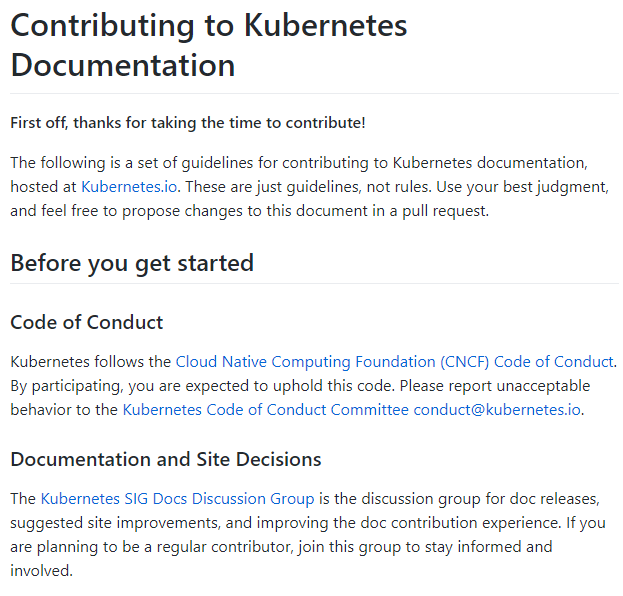 Contributing to Kubernetes
Documentation
First off, thanks for taking the time to contribute!
The following is a set of guidelines for contributing to Kubernetes documentation,
hosted at Kubernetes.io. These are just guidelines, not rules. Use your best judgment,
and feel free to propose changes to this document in a pull request.
Before you get started
Code of Conduct
Kubernetes follows the Cloud Native Computing Foundation (CNCF) Code of Conduct.
By participating, you are expected to uphold this code. Please report unacceptable
behavior to the Kubernetes Code of Conduct Committee conduct@kubernetes.io.
Documentation and Site Decisions
The Kubernetes SIG Docs Discussion Group is the discussion group for doc releases,
suggested site improvements, and improving the doc contribution experience. If you
are planning to be a regular contributor, join this group to stay informed and
involved.